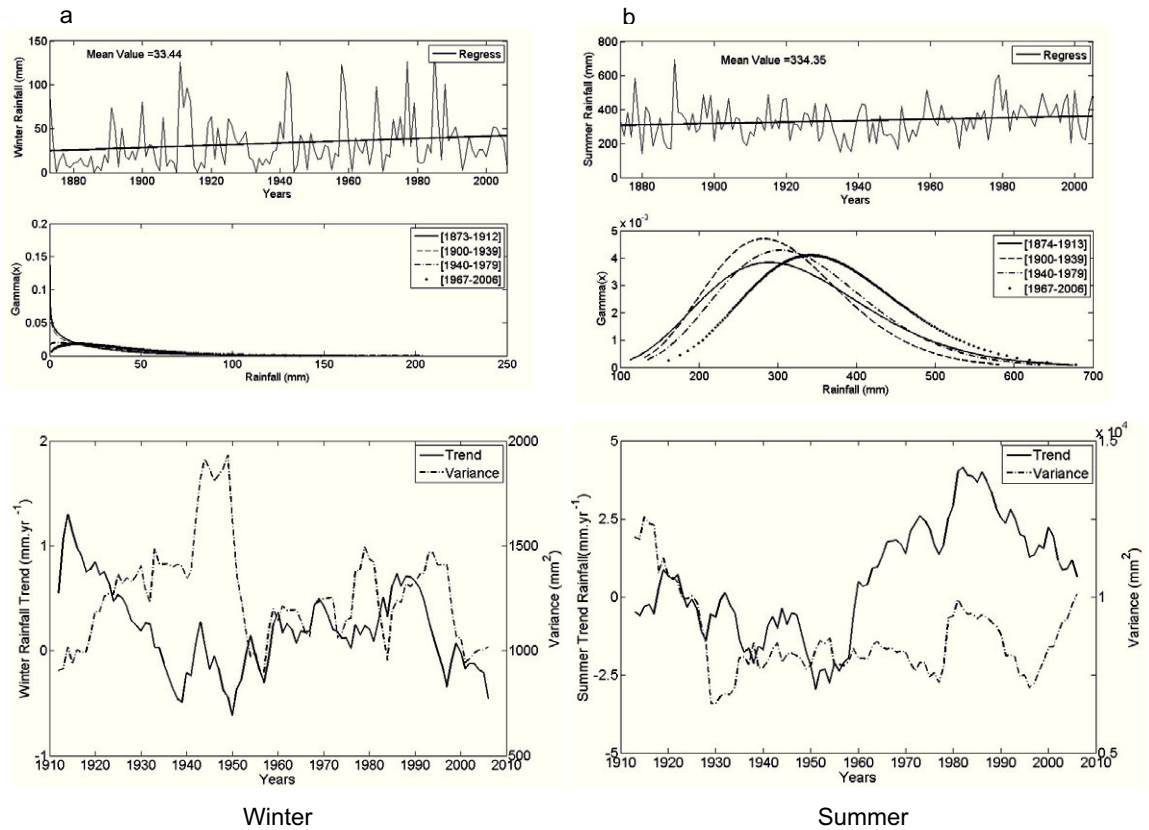 a
b
Winter Rainfall (mm)
150
100
50
0
Mean Value =33.44
Regress
1880 1900 1920 1940 1960 1980 2000
Years
Summer Rainfall (mm)
800
600
400
200
0
Mean Value =334.35
Regress
1880 1900 1920 1940 1960 1980 2000
Years
Gamma(x)
0.2
0.15
0.1
0.05
0
[1873-1912]
[1900-1939]
[1940-1979]
[1967-2006]
0 50 100 150 200 250
Rainfall (mm)
x 10⁻³
Gamma(x)
5
4
3
2
1
0
[1874-1913]
[1900-1939]
[1940-1979]
[1967-2006]
100 200 300 400 500 600 700
Rainfall (mm)
Winter Rainfall Trend (mm.yr⁻¹)
2
1
0
-1
Trend
Variance
2000
1500
1000
500
Variance (mm²)
1910 1920 1930 1940 1950 1960 1970 1980 1990 2000 2010
Years
Winter
Summer Trend Rainfall(mm.yr⁻¹)
5
2.5
0
-2.5
-5
Trend
Variance
x 10⁴
1.5
1
0.5
Variance (mm²)
1910 1920 1930 1940 1950 1960 1970 1980 1990 2000 2010
Years
Summer